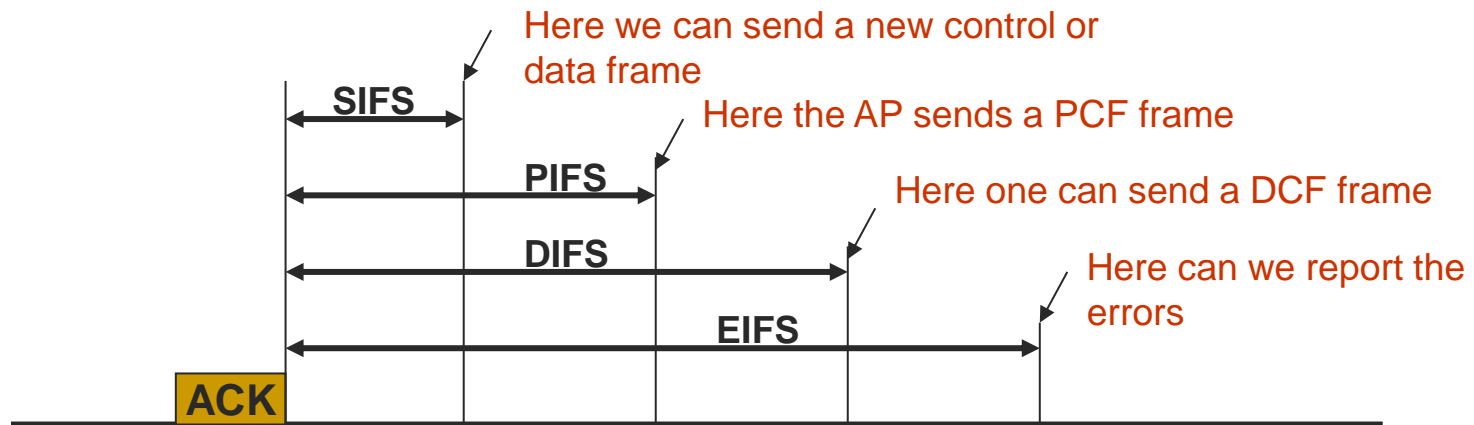 Here we can send a new control or
data frame
SIFS
Here the AP sends a PCF frame
PIFS
Here one can send a DCF frame
DIFS
Here can we report the
errors
EIFS
ACK